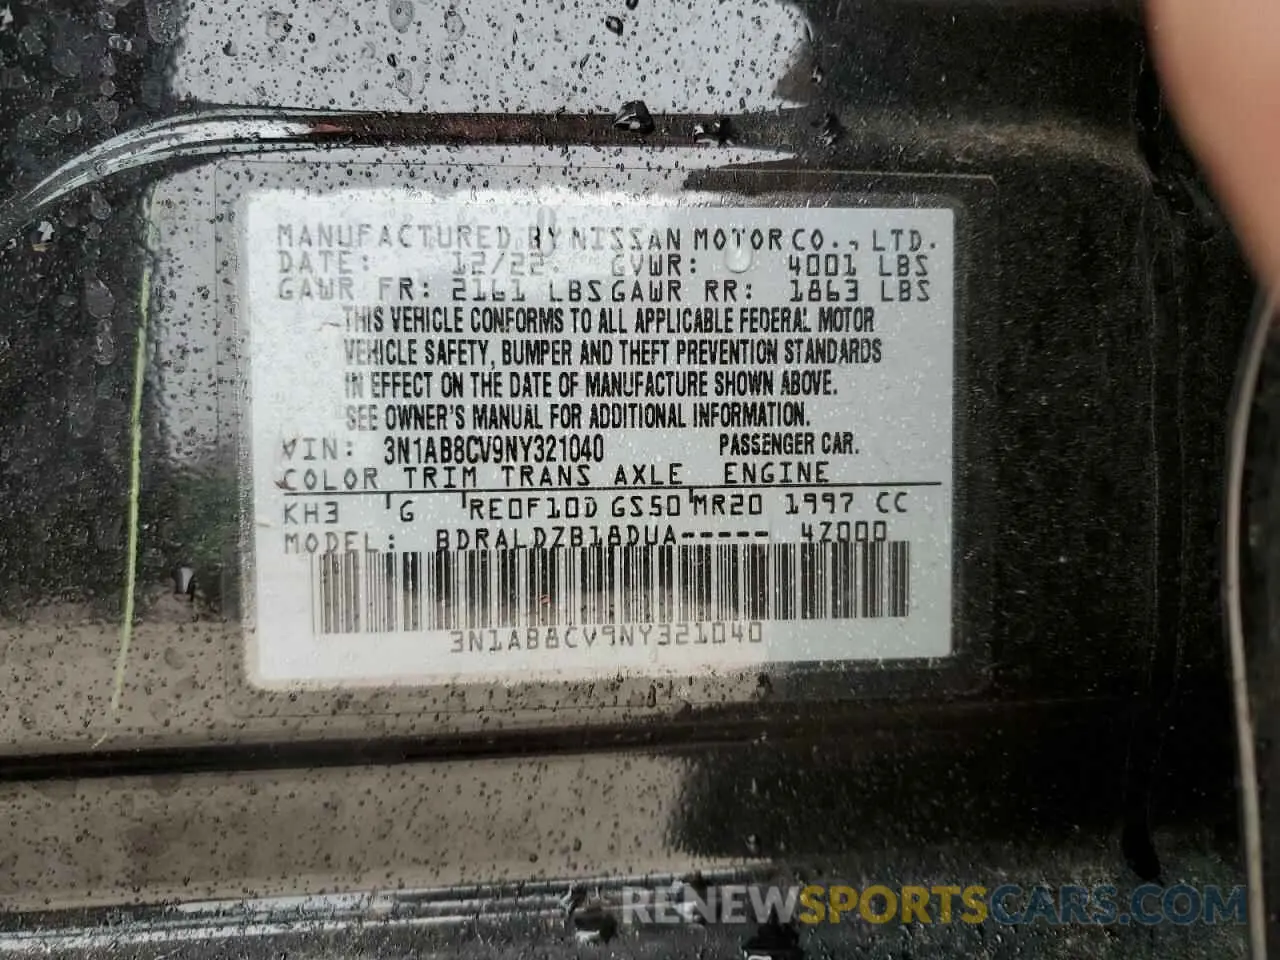 MANUFACTURED BY NISSAN MOTOR CO., LTD.
DATE: 12/22 GVWR: 4001 LBS
GAWR FR: 2161 LBS GAWR RR: 1863 LBS
THIS VEHICLE CONFORMS TO ALL APPLICABLE FEDERAL MOTOR
VEHICLE SAFETY, BUMPER AND THEFT PREVENTION STANDARDS
IN EFFECT ON THE DATE OF MANUFACTURE SHOWN ABOVE.
SEE OWNER'S MANUAL FOR ADDITIONAL INFORMATION.
VIN: 3N1AB8CV9NY321040 PASSENGER CAR.
COLOR TRIM TRANS AXLE ENGINE
KH3 G RE0F10D GS50 MR20 1997 CC
MODEL: BDRALDZB18DUA----- 4Z000
3N1AB8CV9NY321040
RENEWSPORTSCARS.COM